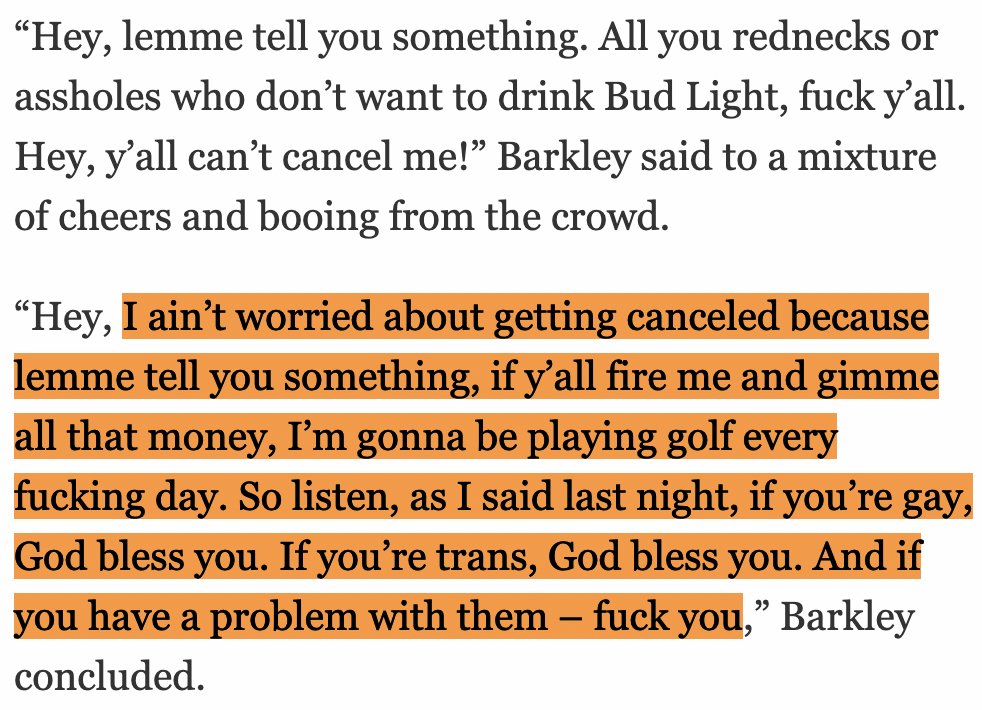 “Hey, lemme tell you something. All you rednecks or
assholes who don’t want to drink Bud Light, fuck y’all.
Hey, y’all can’t cancel me!” Barkley said to a mixture
of cheers and booing from the crowd.
“Hey, I ain’t worried about getting canceled because
lemme tell you something, if y’all fire me and gimme
all that money, I’m gonna be playing golf every
fucking day. So listen, as I said last night, if you’re gay,
God bless you. If you’re trans, God bless you. And if
you have a problem with them – fuck you,” Barkley
concluded.